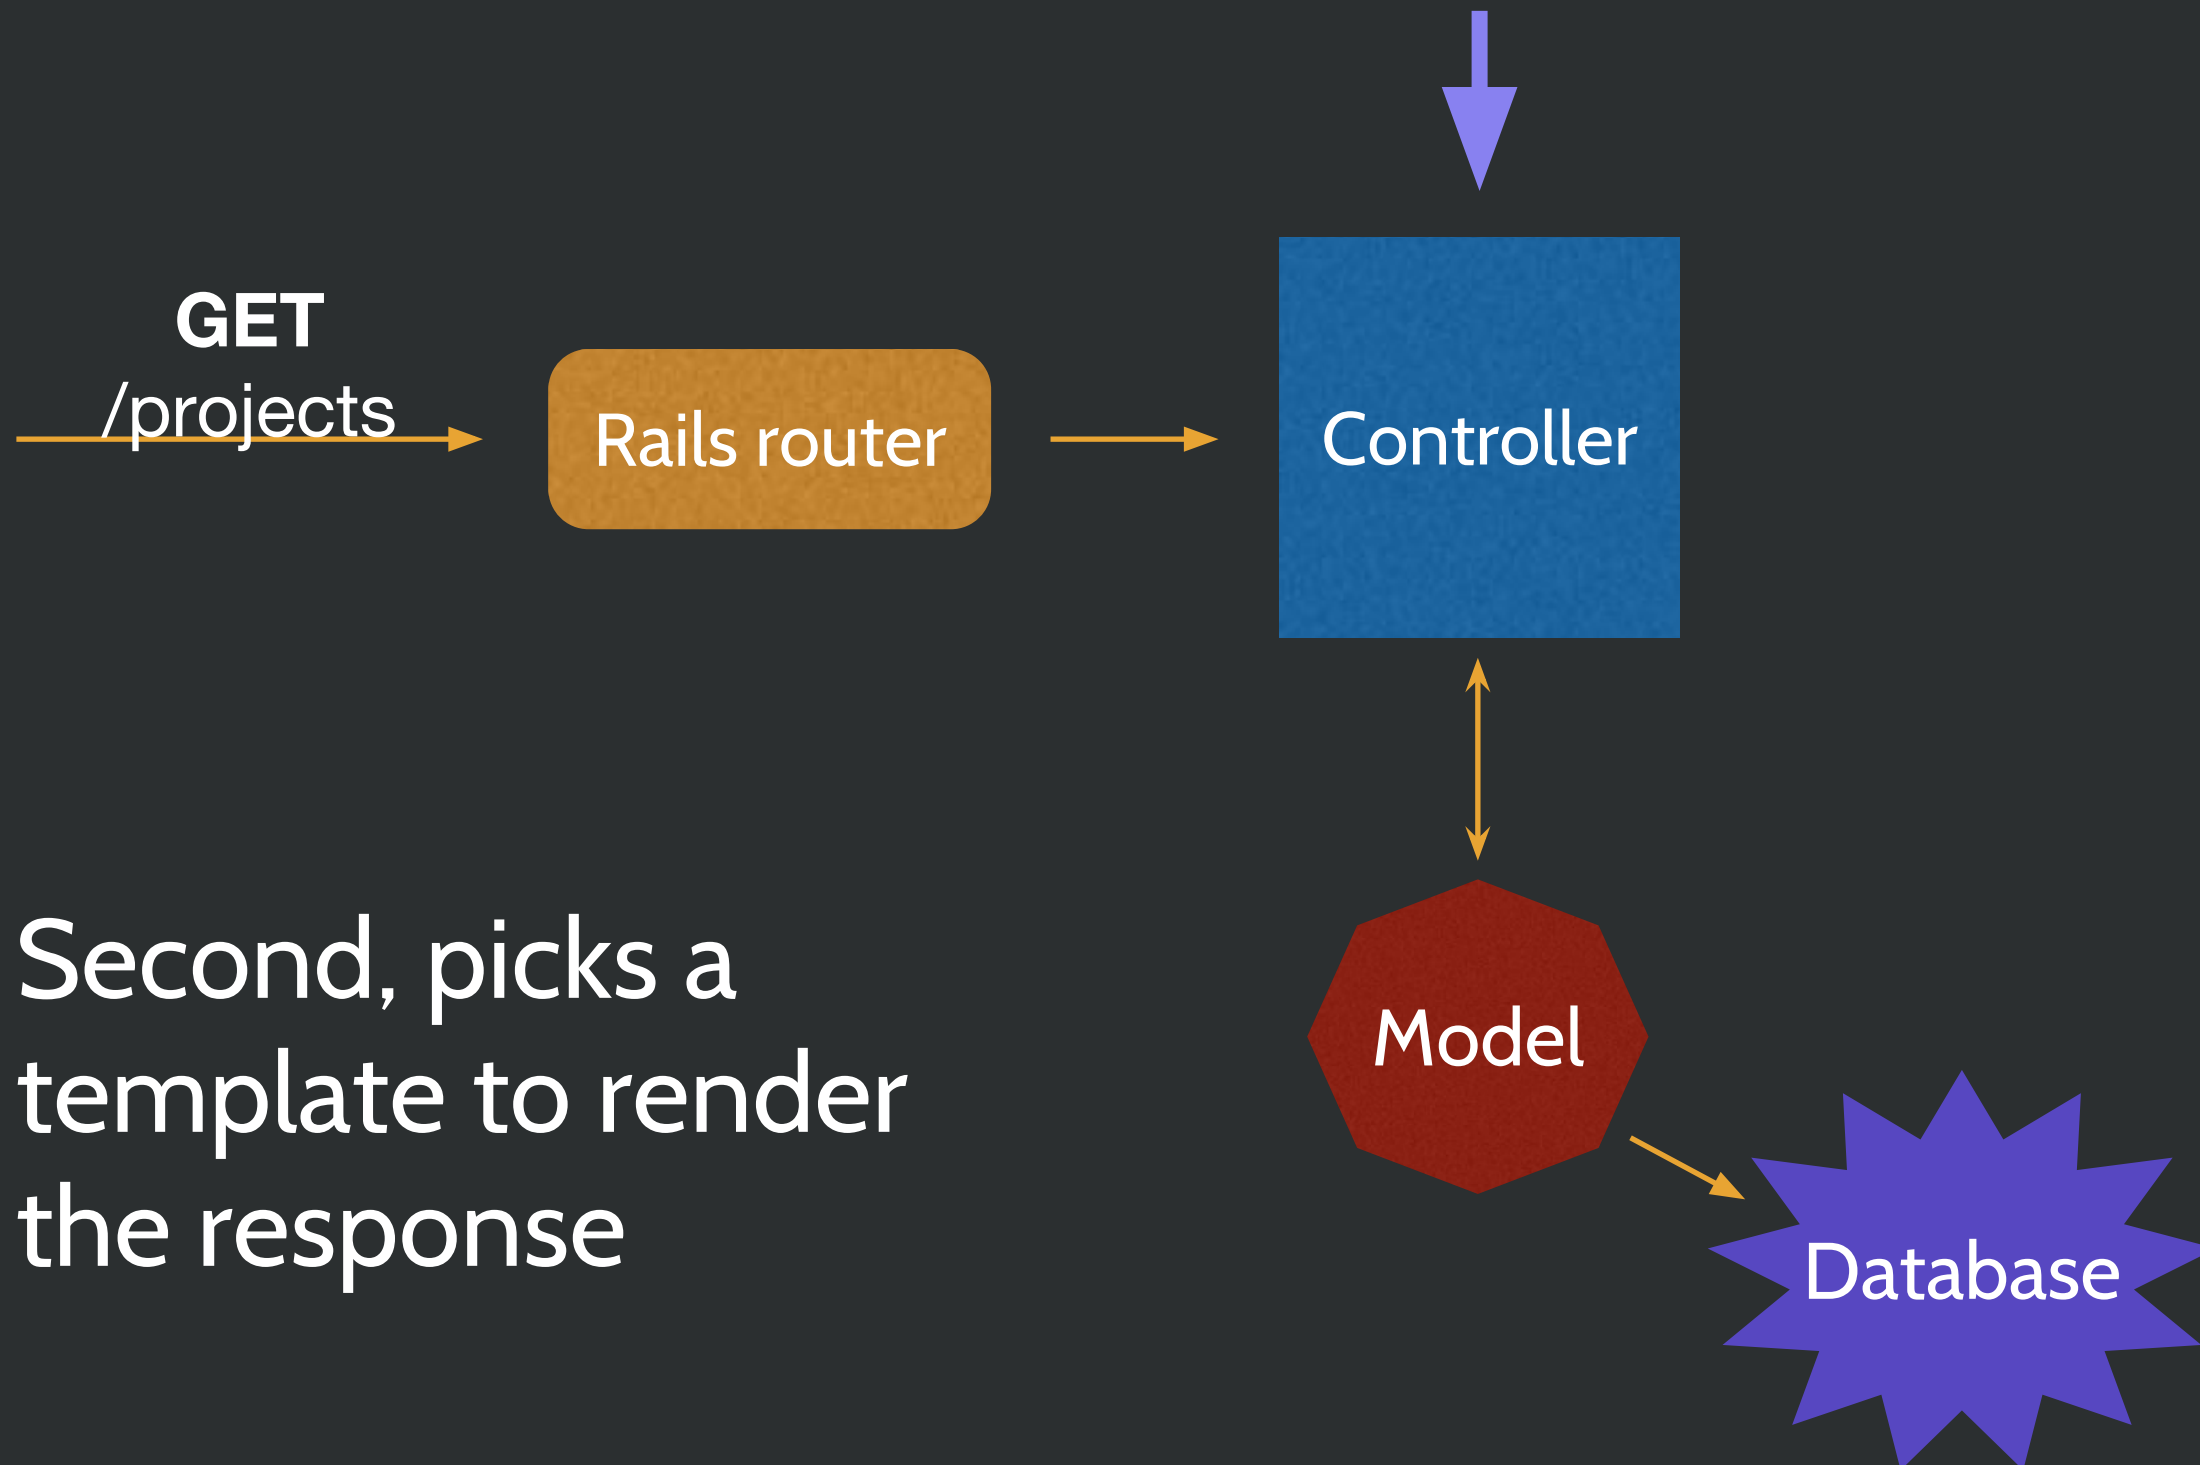 GET
/projects
Rails router
Controller
Second, picks a
template to render
the response
Model
Database